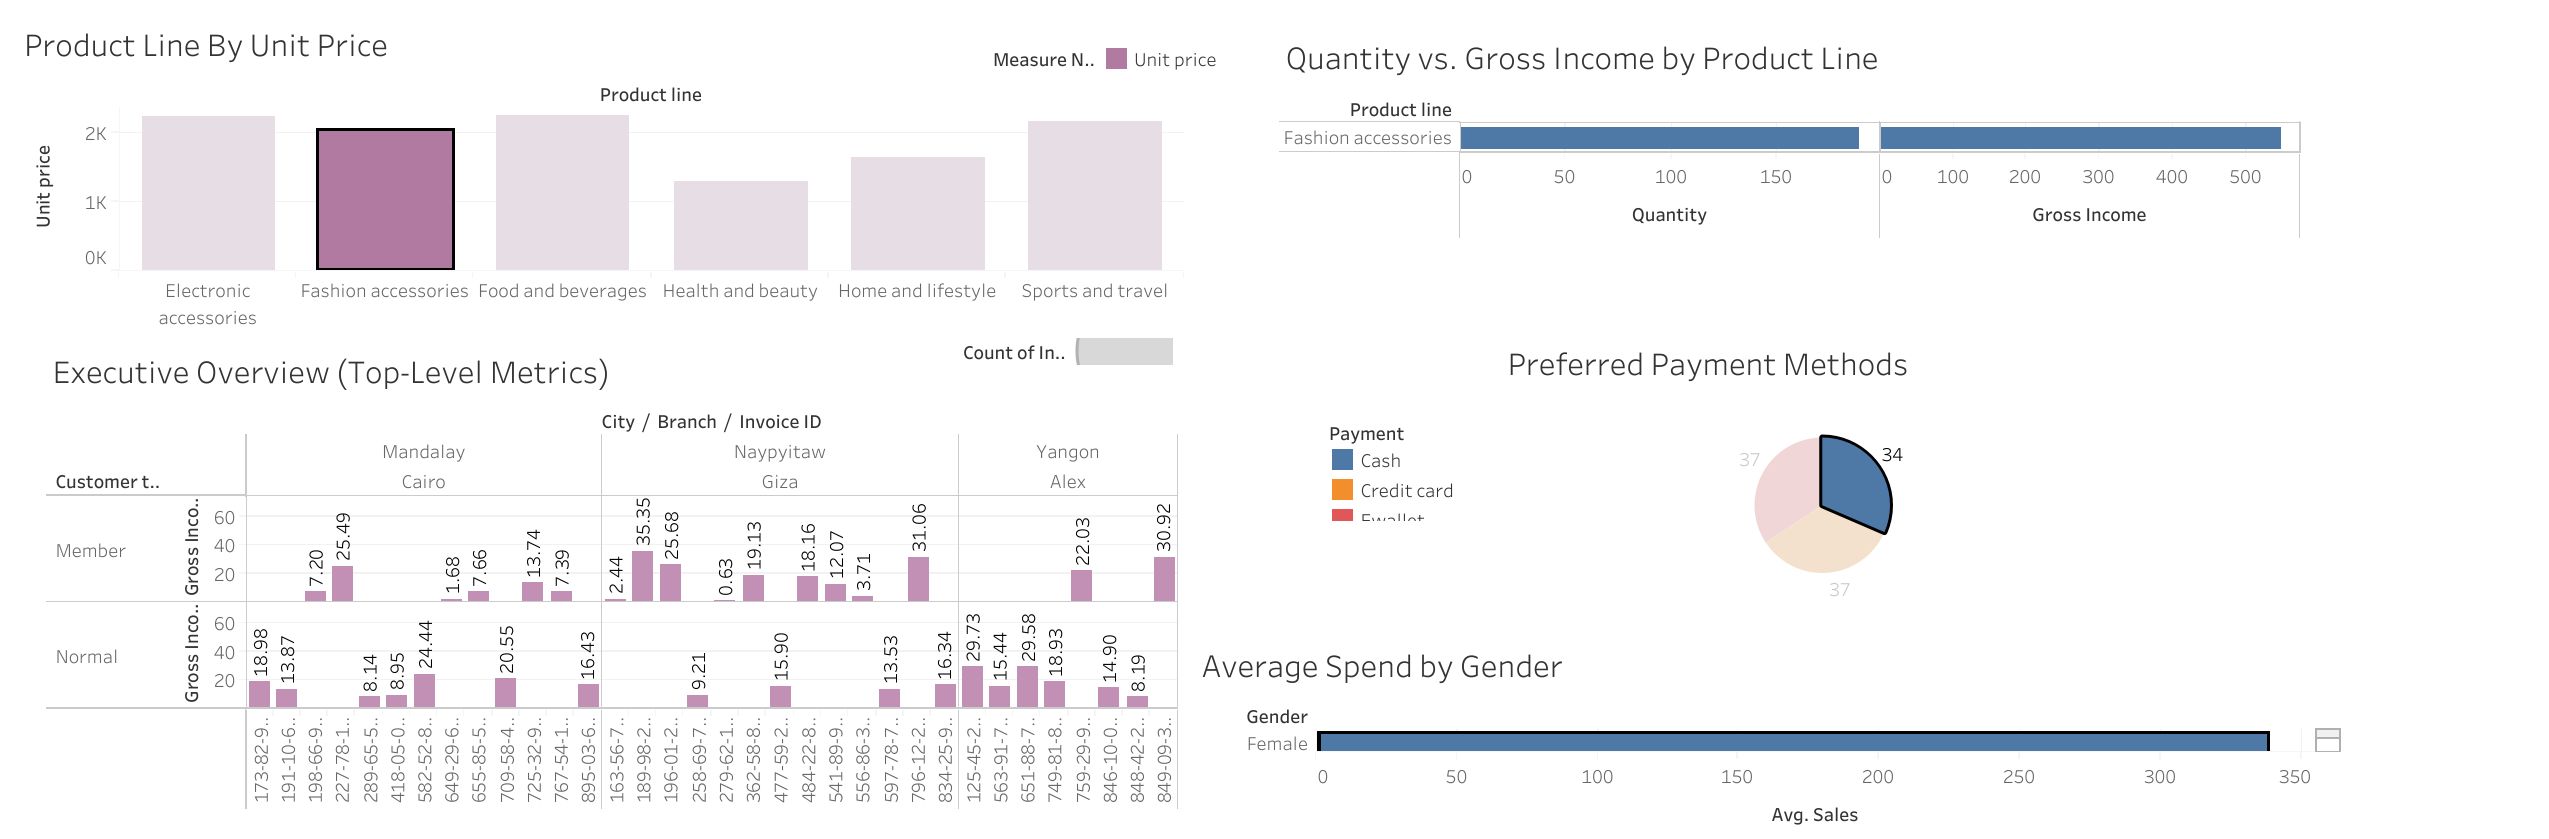 Product Line By Unit Price
Measure N..
Unit price
Product line
Unit price
2K
1K
0K
Electronic accessories
Fashion accessories
Food and beverages
Health and beauty
Home and lifestyle
Sports and travel
Quantity vs. Gross Income by Product Line
Product line
Fashion accessories
0 50 100 150
0 100 200 300 400 500
Quantity
Gross Income
Count of In..
Executive Overview (Top-Level Metrics)
City / Branch / Invoice ID
Mandalay Naypyitaw Yangon
Customer t.. Cairo Giza Alex
Member
Gross Inco..
60
40
20
7.20 25.49 1.68 7.66 13.74 7.39 2.44 35.35 25.68 0.63 19.13 18.16 12.07 3.71 31.06 22.03 30.92
Normal
Gross Inco..
60
40
20
18.98 13.87 8.14 8.95 24.44 20.55 16.43 9.21 15.90 13.53 16.34 29.73 15.44 29.58 18.93 14.90 8.19
173-82-9..
191-10-6..
198-66-9..
227-78-1..
289-65-5..
418-05-0..
582-52-8..
649-29-6..
655-85-5..
709-58-4..
725-32-9..
767-54-1..
895-03-6..
163-56-7..
189-98-2..
196-01-2..
258-69-7..
279-62-1..
362-58-8..
477-59-2..
484-22-8..
541-89-9..
556-86-3..
597-78-7..
796-12-2..
834-25-9..
125-45-2..
563-91-7..
651-88-7..
749-81-8..
759-29-9..
846-10-0..
848-42-2..
849-09-3..
Preferred Payment Methods
Payment
Cash
Credit card
Ewallet
37
34
37
Average Spend by Gender
Gender
Female
0 50 100 150 200 250 300 350
Avg. Sales